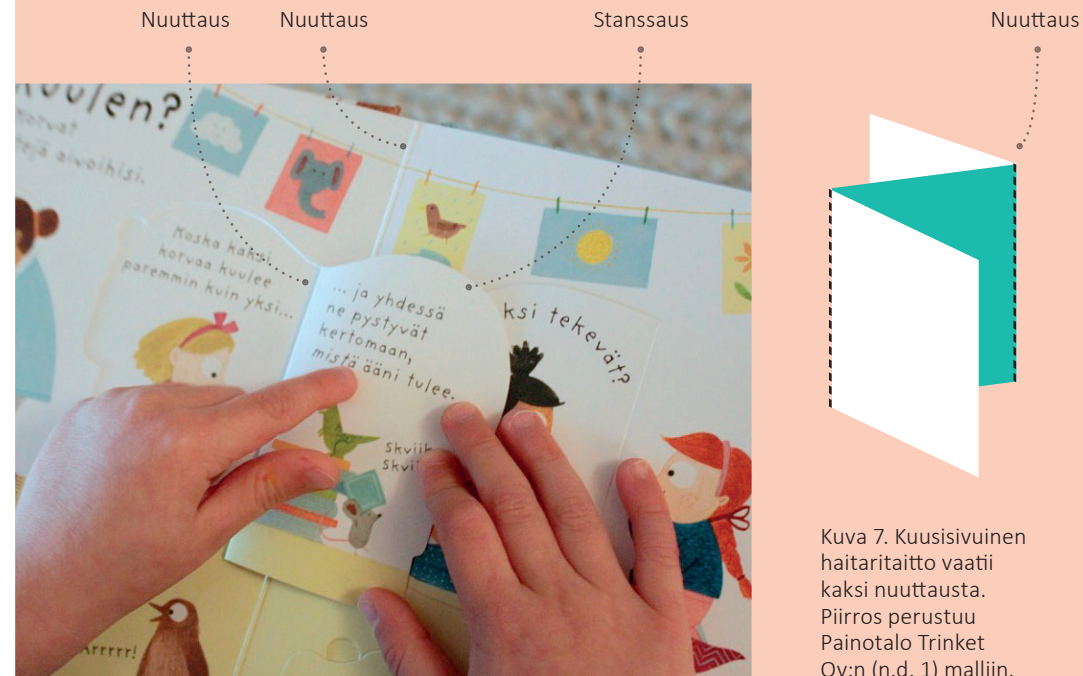 Nuuttaus
Nuuttaus
Stanssaus
Nuuttaus
kuulen?
korvat
aivoihisi.
Koska kaksi
korvaa kuulee
paremmin kuin yksi...
... ja yhdessä
ne pystyvät
kertomaan,
mistä ääni tulee.
ksi tekevät?
Skviik
Skvii
Arrrrr!
Kuva 7. Kuusisivuinen
haitaritaitto vaatii
kaksi nuuttausta.
Piirros perustuu
Painotalo Trinket
Oy:n (n.d. 1) malliin.